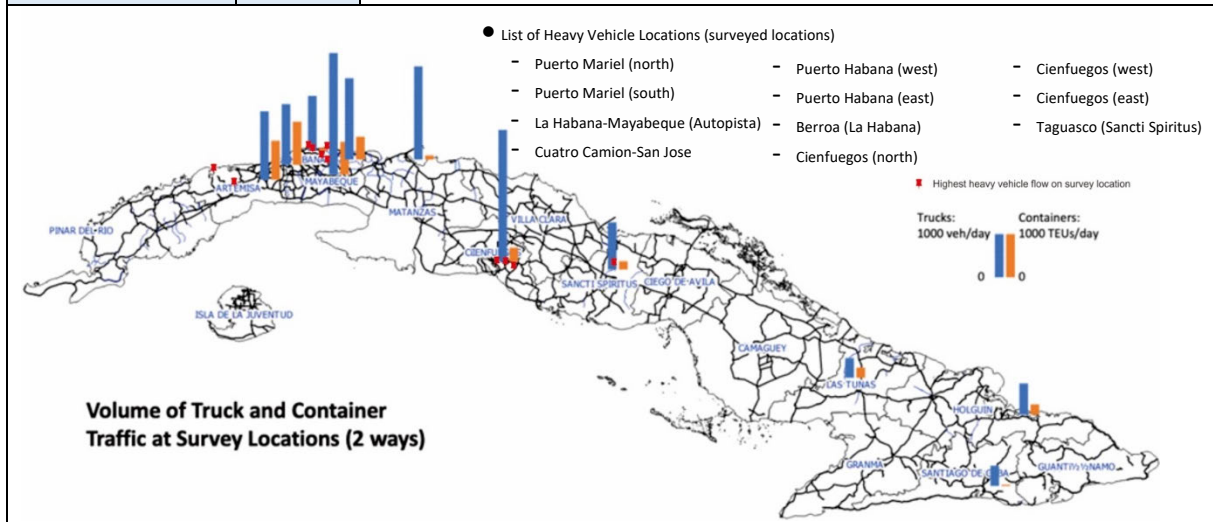 ● List of Heavy Vehicle Locations (surveyed locations)
- Puerto Mariel (north)
- Puerto Mariel (south)
- La Habana-Mayabeque (Autopista)
- Cuatro Camion-San Jose
- Puerto Habana (west)
- Puerto Habana (east)
- Berroa (La Habana)
- Cienfuegos (north)
- Cienfuegos (west)
- Cienfuegos (east)
- Taguasco (Sancti Spiritus)
Highest heavy vehicle flow on survey location
Trucks: Containers:
1000 veh/day 1000 TEUs/day
0 0
ARTEMISA
MAYABEQUE
MATANZAS
VILLA CLARA
PINAR DEL RIO
SANCTI SPIRITUS
CIEGO DE AVILA
ISLA DE LA JUVENTUD
CAMAGUEY
LAS TUNAS
HOLGUIN
GRANMA
SANTIAGO DE CUBA
GUANTï¿½NAMO
Volume of Truck and Container
Traffic at Survey Locations (2 ways)